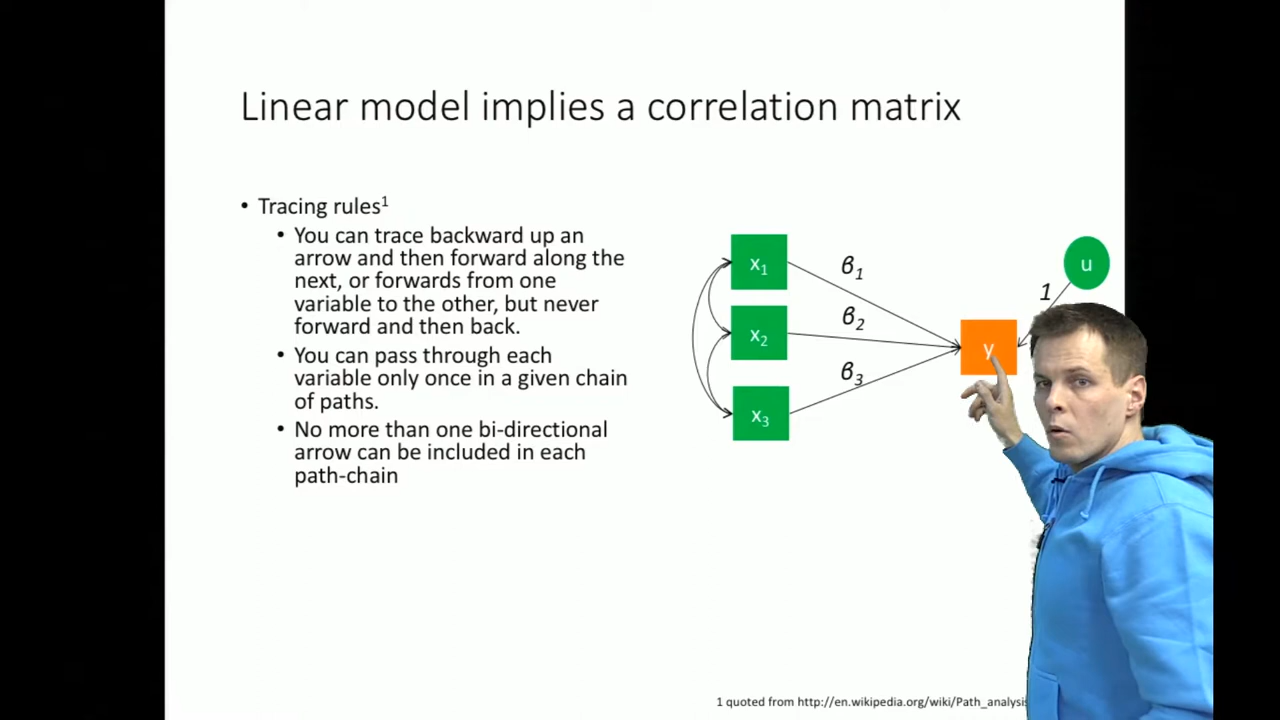 Linear model implies a correlation matrix
• Tracing rules¹
• You can trace backward up an
arrow and then forward along the
next, or forwards from one
variable to the other, but never
forward and then back.
• You can pass through each
variable only once in a given chain
of paths.
• No more than one bi-directional
arrow can be included in each
path-chain
x₁
x₂
x₃
β₁
β₂
β₃
u
1
y
1 quoted from http://en.wikipedia.org/wiki/Path_analysis